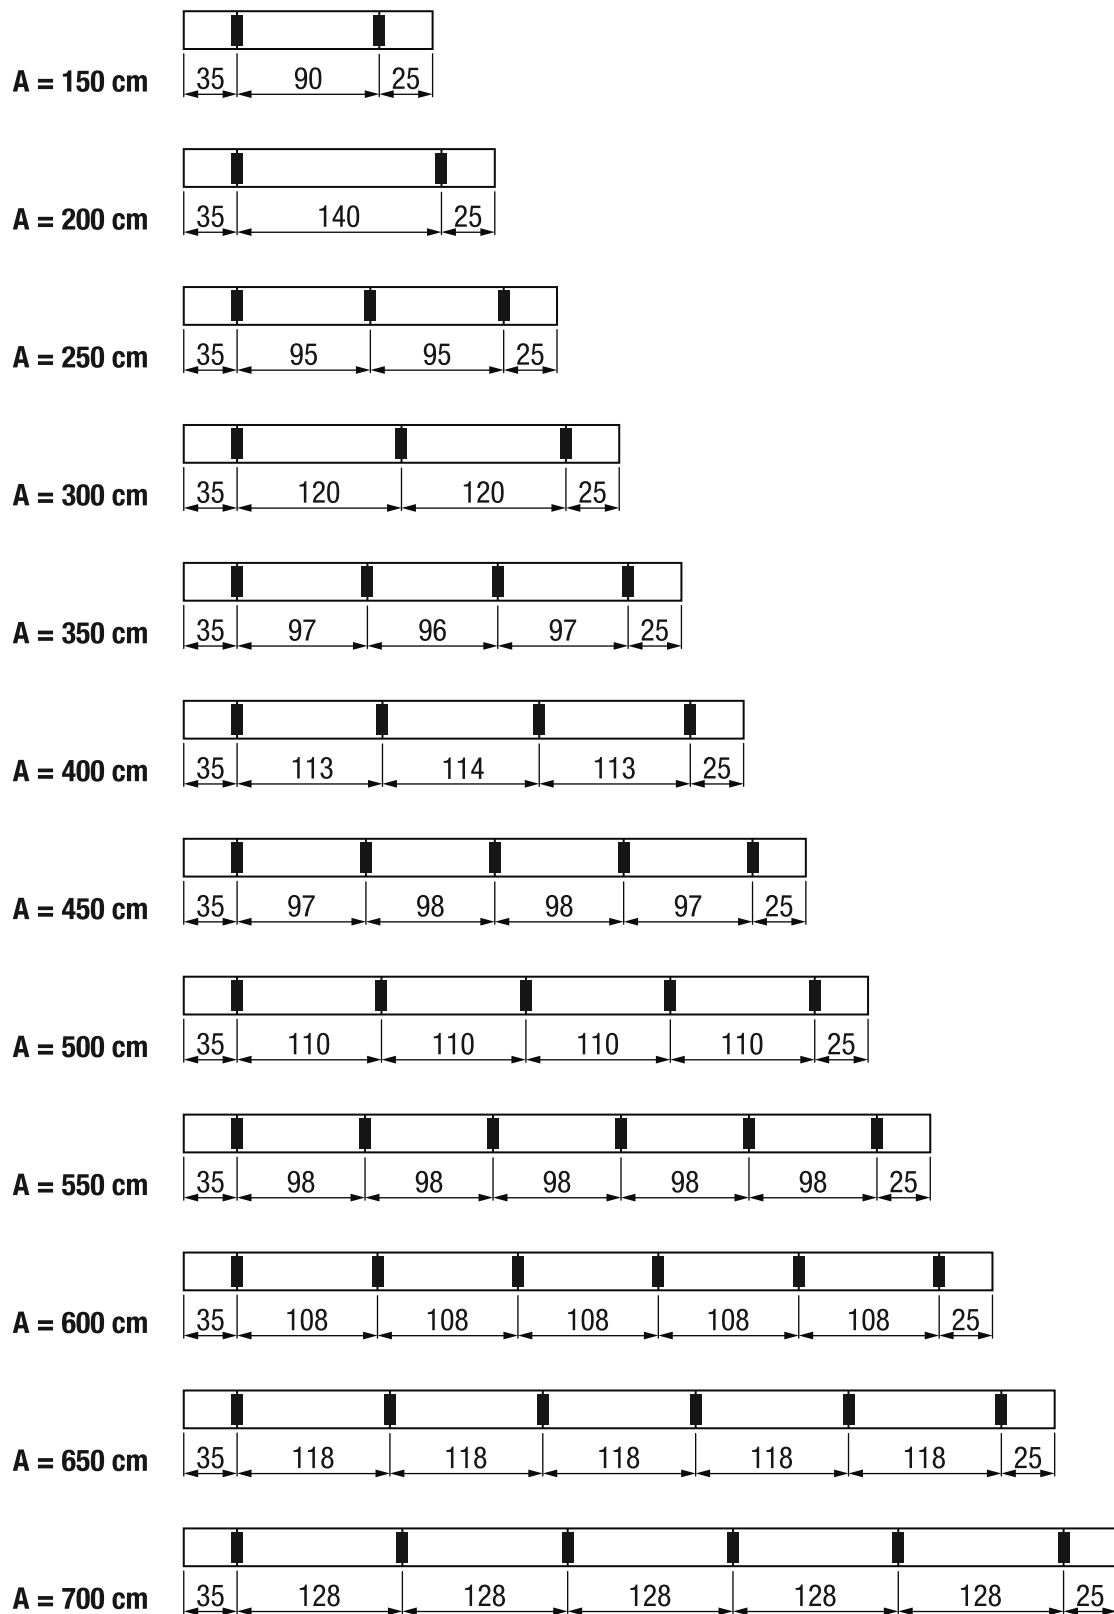 A = 150 cm 35 90 25
A = 200 cm 35 140 25
A = 250 cm 35 95 95 25
A = 300 cm 35 120 120 25
A = 350 cm 35 97 96 97 25
A = 400 cm 35 113 114 113 25
A = 450 cm 35 97 98 98 97 25
A = 500 cm 35 110 110 110 110 25
A = 550 cm 35 98 98 98 98 98 25
A = 600 cm 35 108 108 108 108 108 25
A = 650 cm 35 118 118 118 118 118 25
A = 700 cm 35 128 128 128 128 128 25